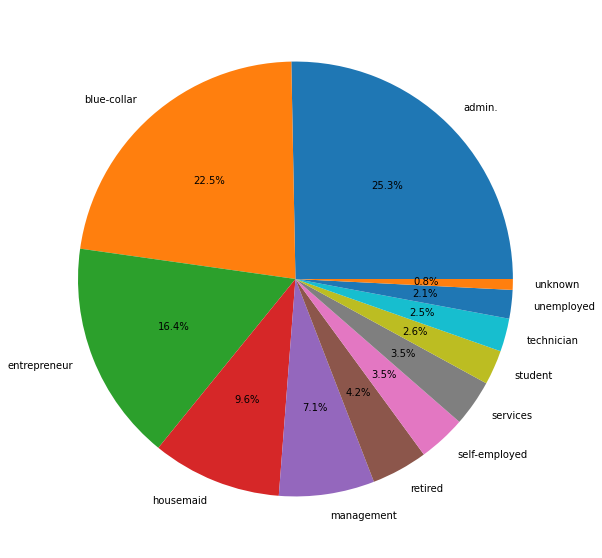 admin.
25.3%
blue-collar
22.5%
entrepreneur
16.4%
housemaid
9.6%
management
7.1%
retired
4.2%
self-employed
3.5%
services
3.5%
student
2.6%
technician
2.5%
unemployed
2.1%
unknown
0.8%